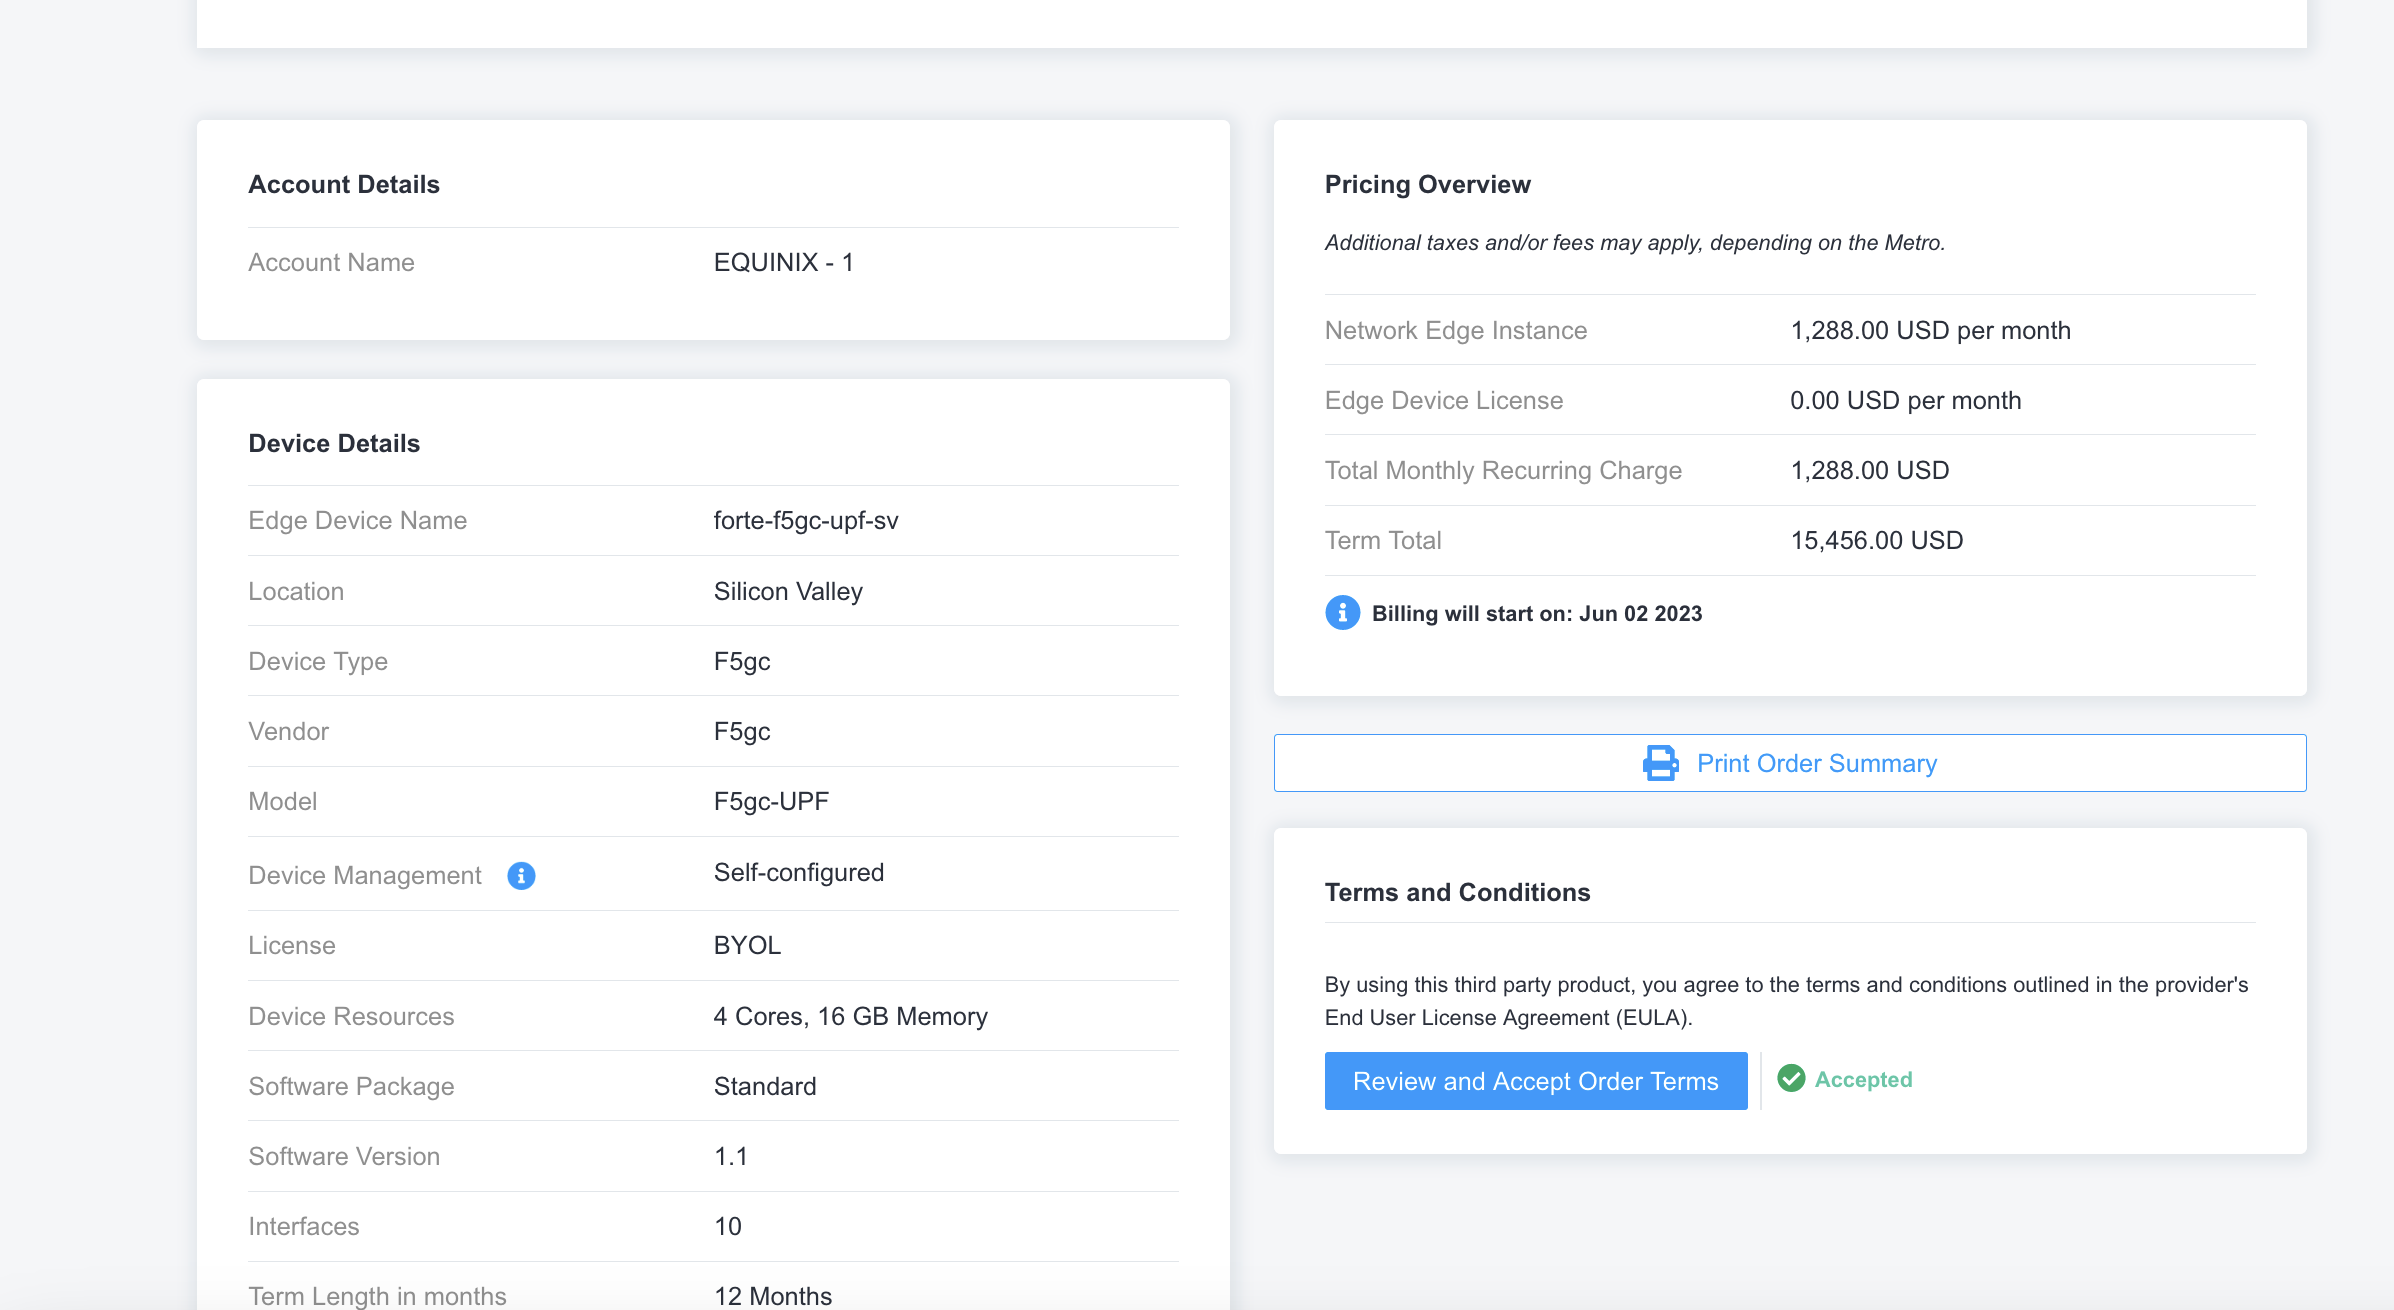 Account Details
Account Name EQUINIX - 1
Device Details
Edge Device Name forte-f5gc-upf-sv
Location Silicon Valley
Device Type F5gc
Vendor F5gc
Model F5gc-UPF
Device Management Self-configured
License BYOL
Device Resources 4 Cores, 16 GB Memory
Software Package Standard
Software Version 1.1
Interfaces 10
Term Length in months 12 Months
Pricing Overview
Additional taxes and/or fees may apply, depending on the Metro.
Network Edge Instance 1,288.00 USD per month
Edge Device License 0.00 USD per month
Total Monthly Recurring Charge 1,288.00 USD
Term Total 15,456.00 USD
Billing will start on: Jun 02 2023
Print Order Summary
Terms and Conditions
By using this third party product, you agree to the terms and conditions outlined in the provider's
End User License Agreement (EULA).
Review and Accept Order Terms Accepted